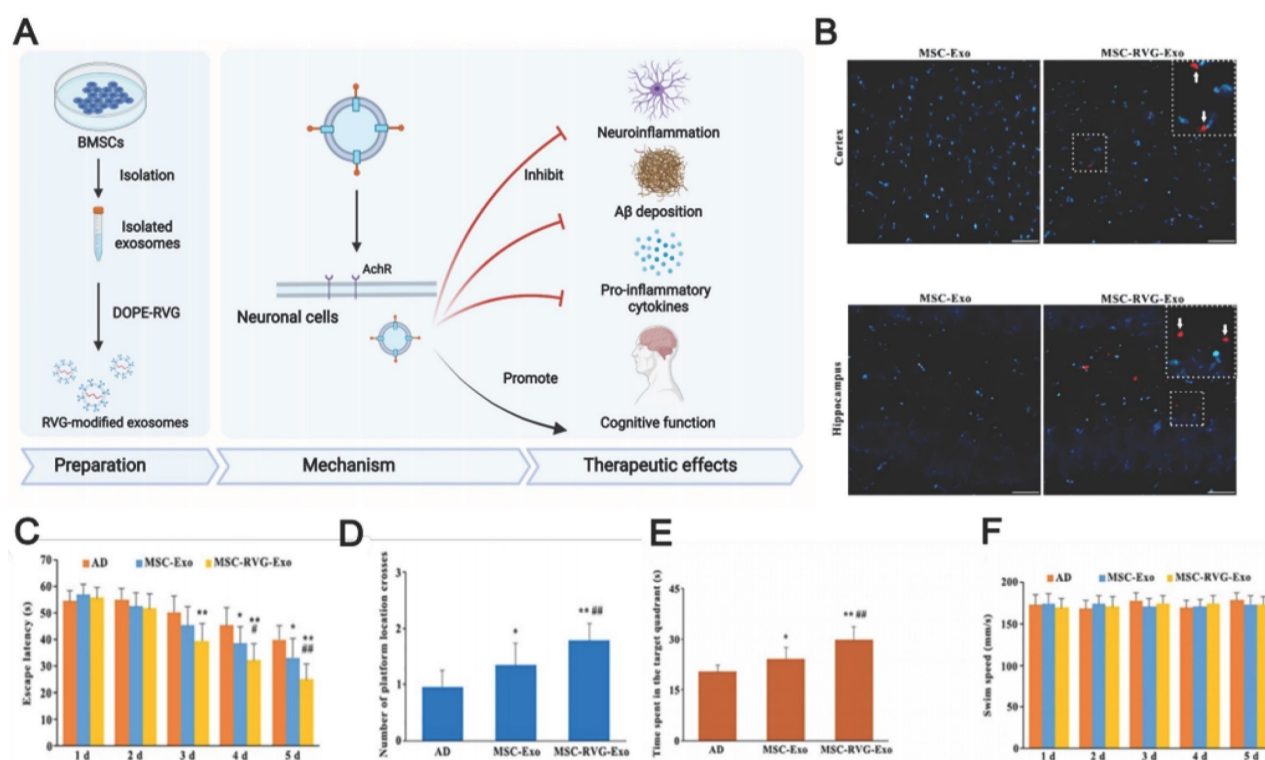 A
BMSCs
Isolation
Isolated
exosomes
DOPE-RVG
RVG-modified exosomes
AchR
Neuronal cells
Inhibit
Promote
Neuroinflammation
Aβ deposition
Pro-inflammatory
cytokines
Cognitive function
Preparation
Mechanism
Therapeutic effects
B
MSC-Exo
MSC-RVG-Exo
Cortex
MSC-Exo
MSC-RVG-Exo
Hippocampus
C
Escape latency (s)
70
60
50
40
30
20
10
0
AD
MSC-Exo
MSC-RVG-Exo
**
*
**
#
*
**
##
1 d
2 d
3 d
4 d
5 d
D
Number of platform location crosses
3
2
1
0
*
** ##
AD
MSC-Exo
MSC-RVG-Exo
E
Time spent in the target quadrant (s)
45
30
15
0
*
** ##
AD
MSC-Exo
MSC-RVG-Exo
F
Swim speed (mm/s)
200
150
100
50
0
AD
MSC-Exo
MSC-RVG-Exo
1 d
2 d
3 d
4 d
5 d